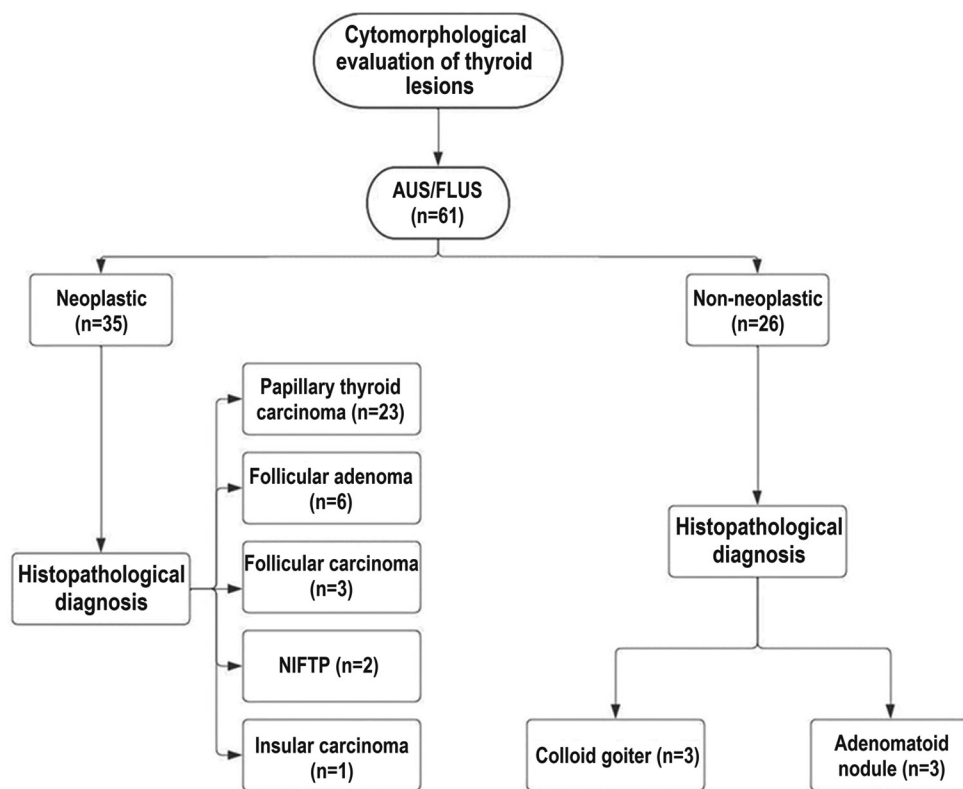 Cytomorphological
evaluation of thyroid
lesions
AUS/FLUS
(n=61)
Neoplastic
(n=35)
Non-neoplastic
(n=26)
Papillary thyroid
carcinoma (n=23)
Follicular adenoma
(n=6)
Follicular carcinoma
(n=3)
NIFTP (n=2)
Insular carcinoma
(n=1)
Histopathological
diagnosis
Histopathological
diagnosis
Colloid goiter (n=3)
Adenomatoid
nodule (n=3)